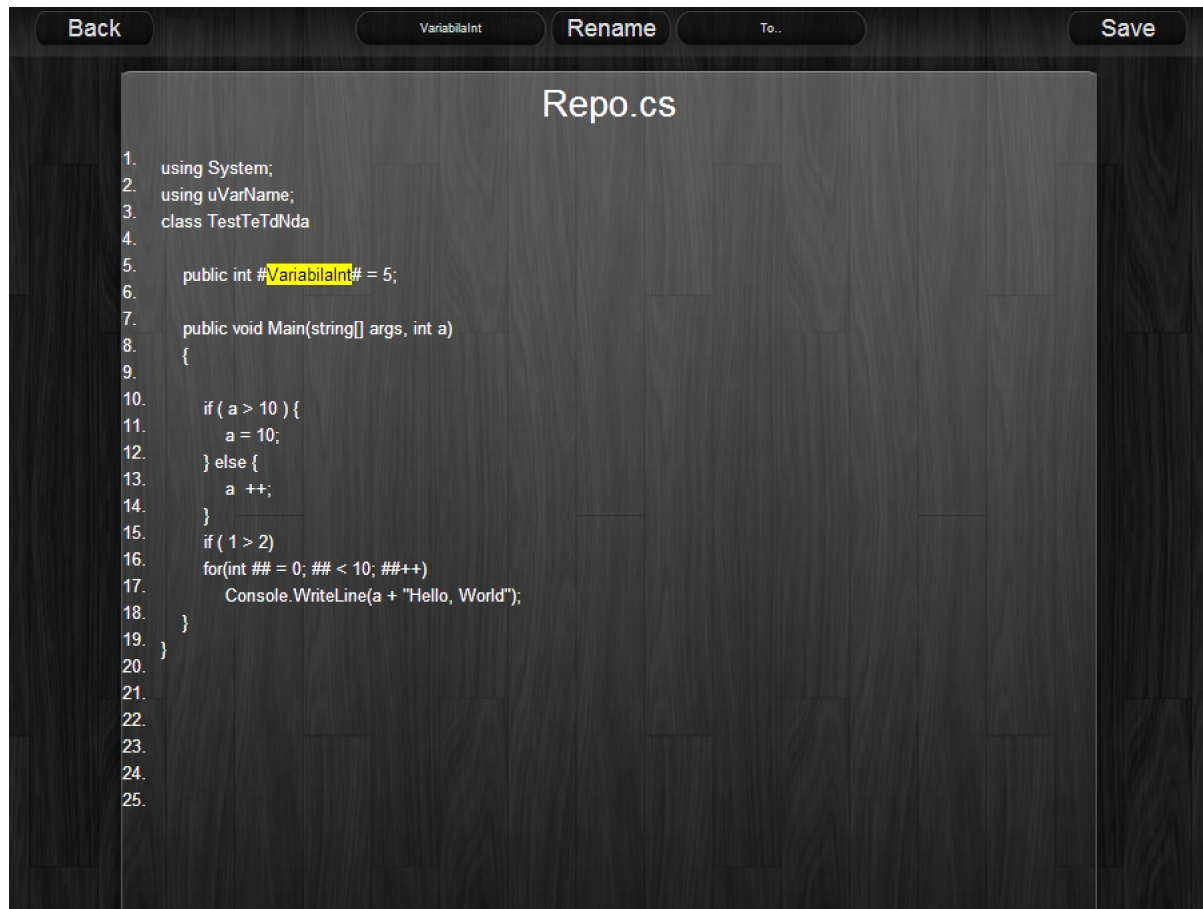 Back VariabilaInt Rename To.. Save
Repo.cs
1. using System;
2. using uVarName;
3. class TestTeTdNda
4.
5. public int #VariabilaInt# = 5;
6.
7. public void Main(string[] args, int a)
8. {
9.
10. if ( a > 10 ) {
11. a = 10;
12. } else {
13. a ++;
14. }
15. if ( 1 > 2)
16. for(int ## = 0; ## < 10; ##++)
17. Console.WriteLine(a + "Hello, World");
18. }
19. }
20.
21.
22.
23.
24.
25.